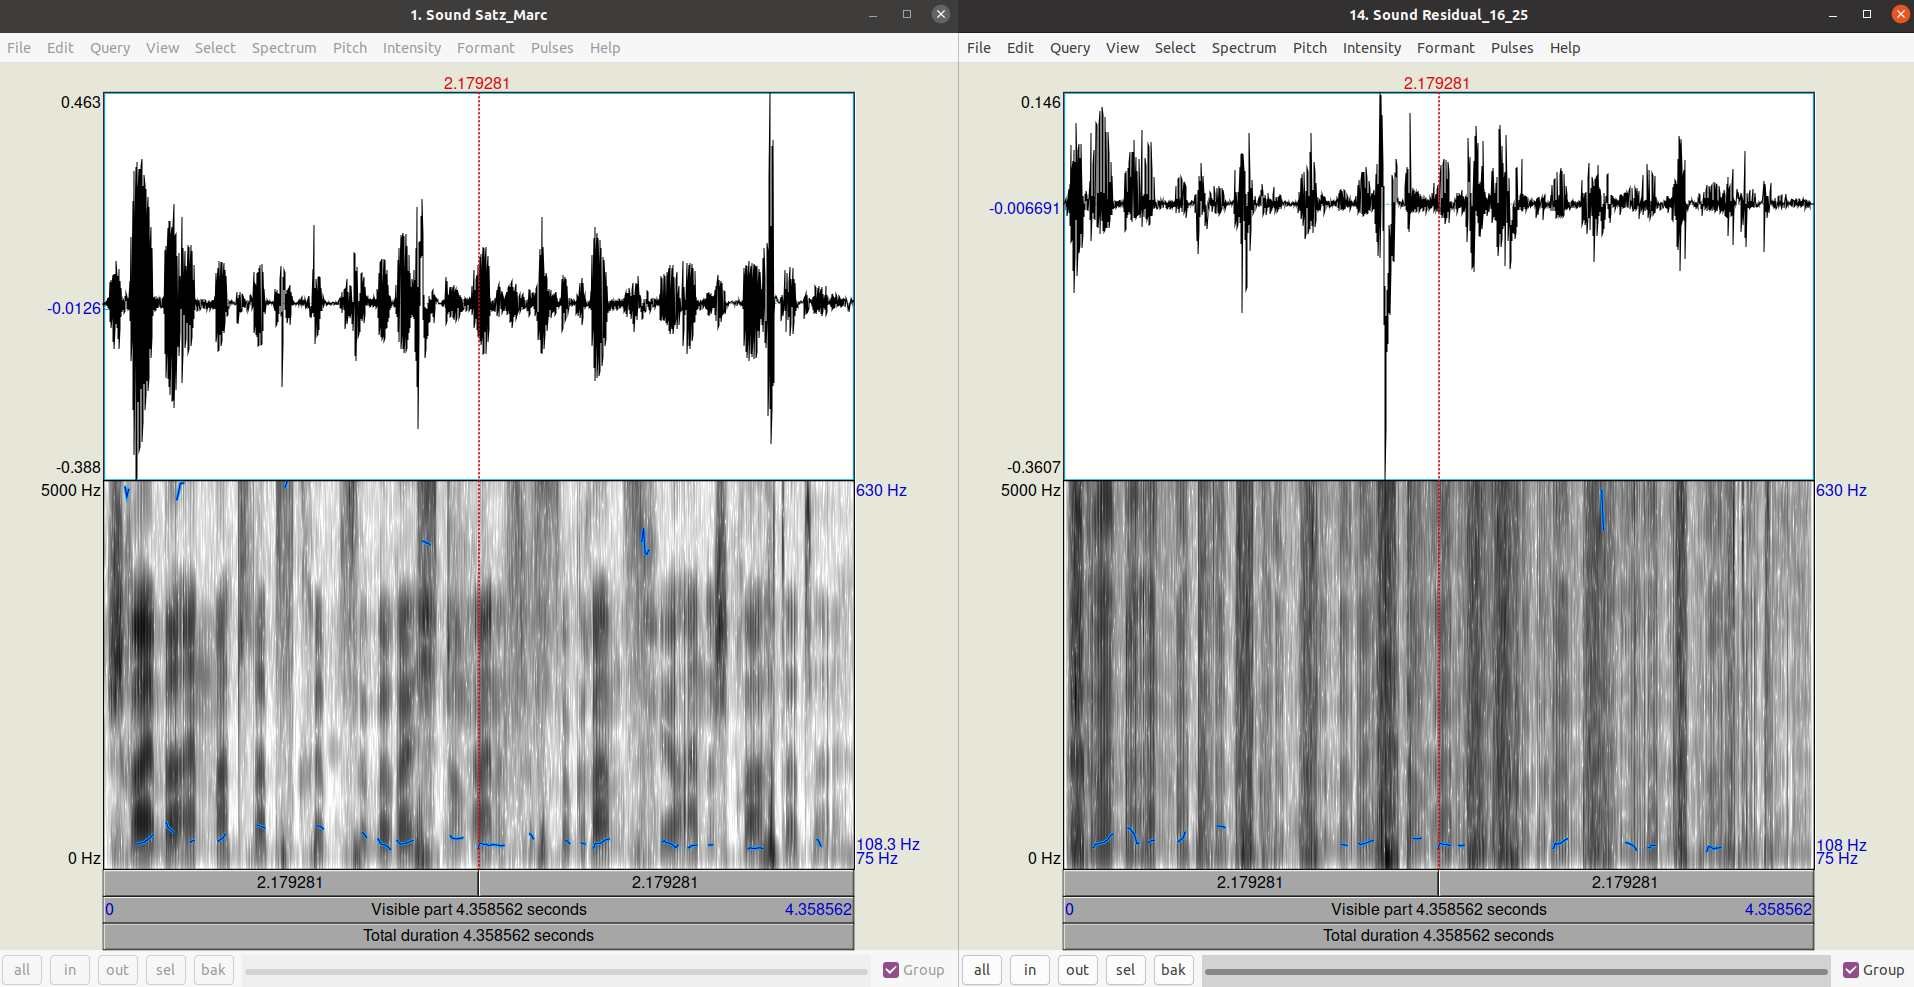 1. Sound Satz_Marc
File Edit Query View Select Spectrum Pitch Intensity Formant Pulses Help
2.179281
0.463
-0.0126
-0.388
5000 Hz
630 Hz
108.3 Hz
0 Hz
75 Hz
2.179281 2.179281
0 Visible part 4.358562 seconds 4.358562
Total duration 4.358562 seconds
all in out sel bak Group
14. Sound Residual_16_25
File Edit Query View Select Spectrum Pitch Intensity Formant Pulses Help
2.179281
0.146
-0.006691
-0.3607
5000 Hz
630 Hz
108 Hz
0 Hz
75 Hz
2.179281 2.179281
0 Visible part 4.358562 seconds 4.358562
Total duration 4.358562 seconds
all in out sel bak Group